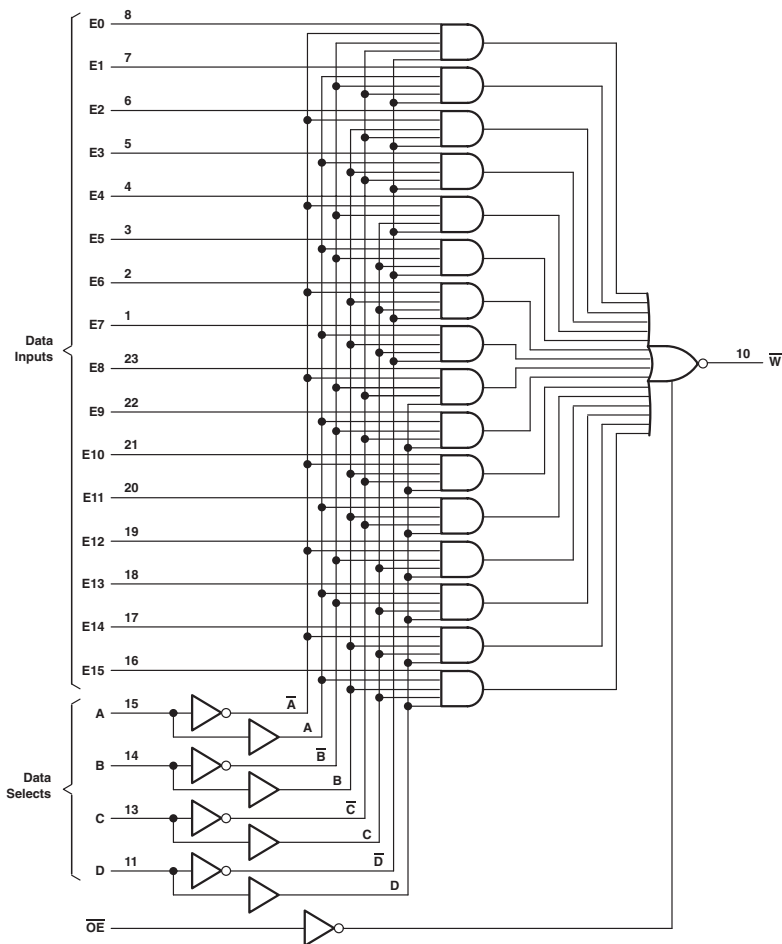 E0 8
E1 7
E2 6
E3 5
E4 4
E5 3
E6 2
E7 1
Data
Inputs
E8 23
10 W̅
E9 22
E10 21
E11 20
E12 19
E13 18
E14 17
E15 16
A 15 A̅
A
B 14 B̅
B
Data
Selects
C 13 C̅
C
D 11 D̅
D
O̅E̅